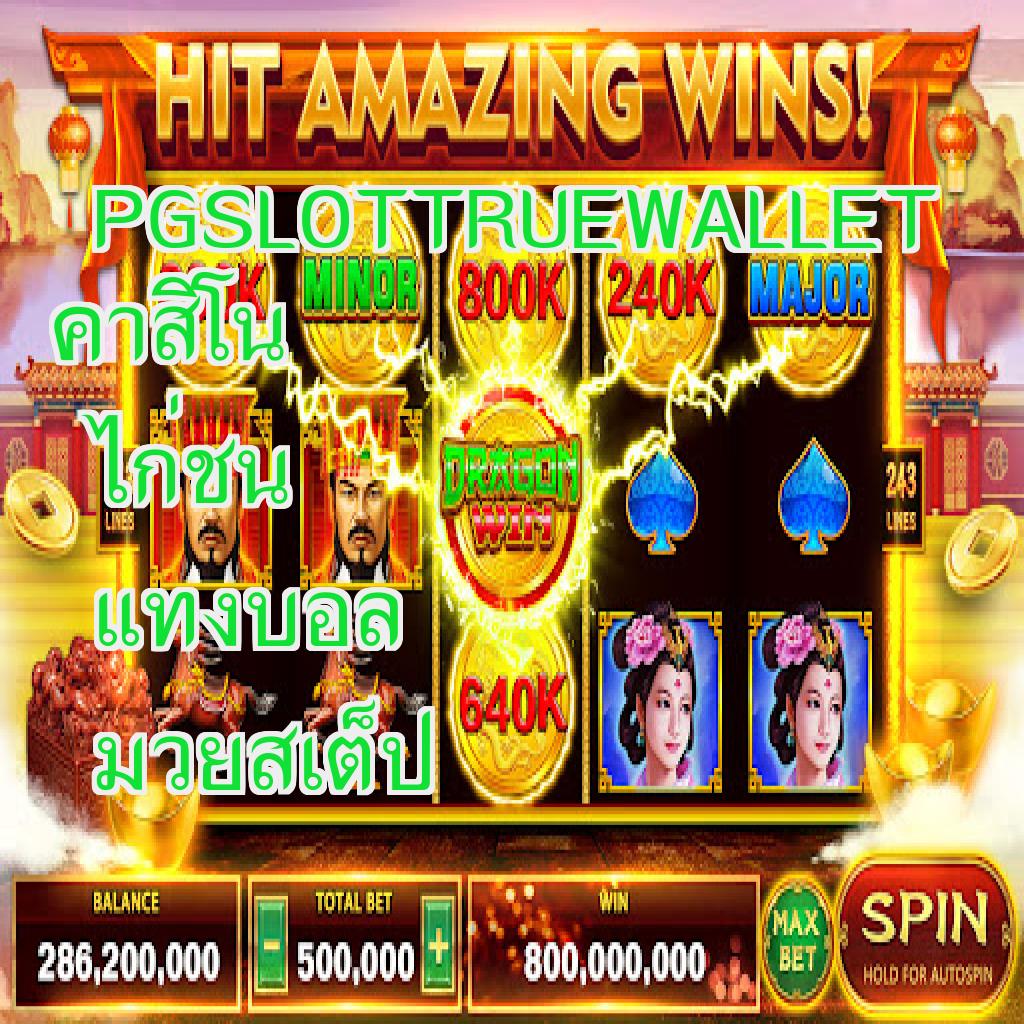 HIT AMAZING WINS!
PGSLOTTRUEWALLET
MINOR 800K 240K MAJOR
คาสิโน
ไก่ชน
DRAGON
WIN
243
LINES LINES
แทงบอล
640K
มวยสเต็ป
BALANCE TOTAL BET WIN
286,200,000 - 500,000 + 800,000,000
MAX
BET
SPIN
HOLD FOR AUTOSPIN